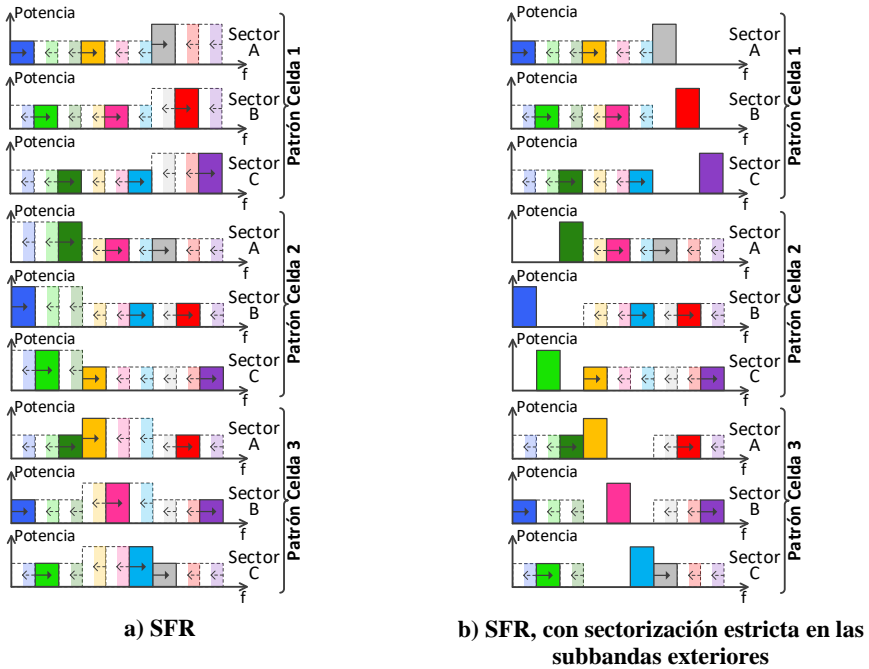 Potencia
Sector
A
f
Potencia
Sector
B
f
Potencia
Sector
C
f
Patrón Celda 1
Potencia
Sector
A
f
Potencia
Sector
B
f
Potencia
Sector
C
f
Patrón Celda 2
Potencia
Sector
A
f
Potencia
Sector
B
f
Potencia
Sector
C
f
Patrón Celda 3
a) SFR
Potencia
Sector
A
f
Potencia
Sector
B
f
Potencia
Sector
C
f
Patrón Celda 1
Potencia
Sector
A
f
Potencia
Sector
B
f
Potencia
Sector
C
f
Patrón Celda 2
Potencia
Sector
A
f
Potencia
Sector
B
f
Potencia
Sector
C
f
Patrón Celda 3
b) SFR, con sectorización estricta en las
subbandas exteriores